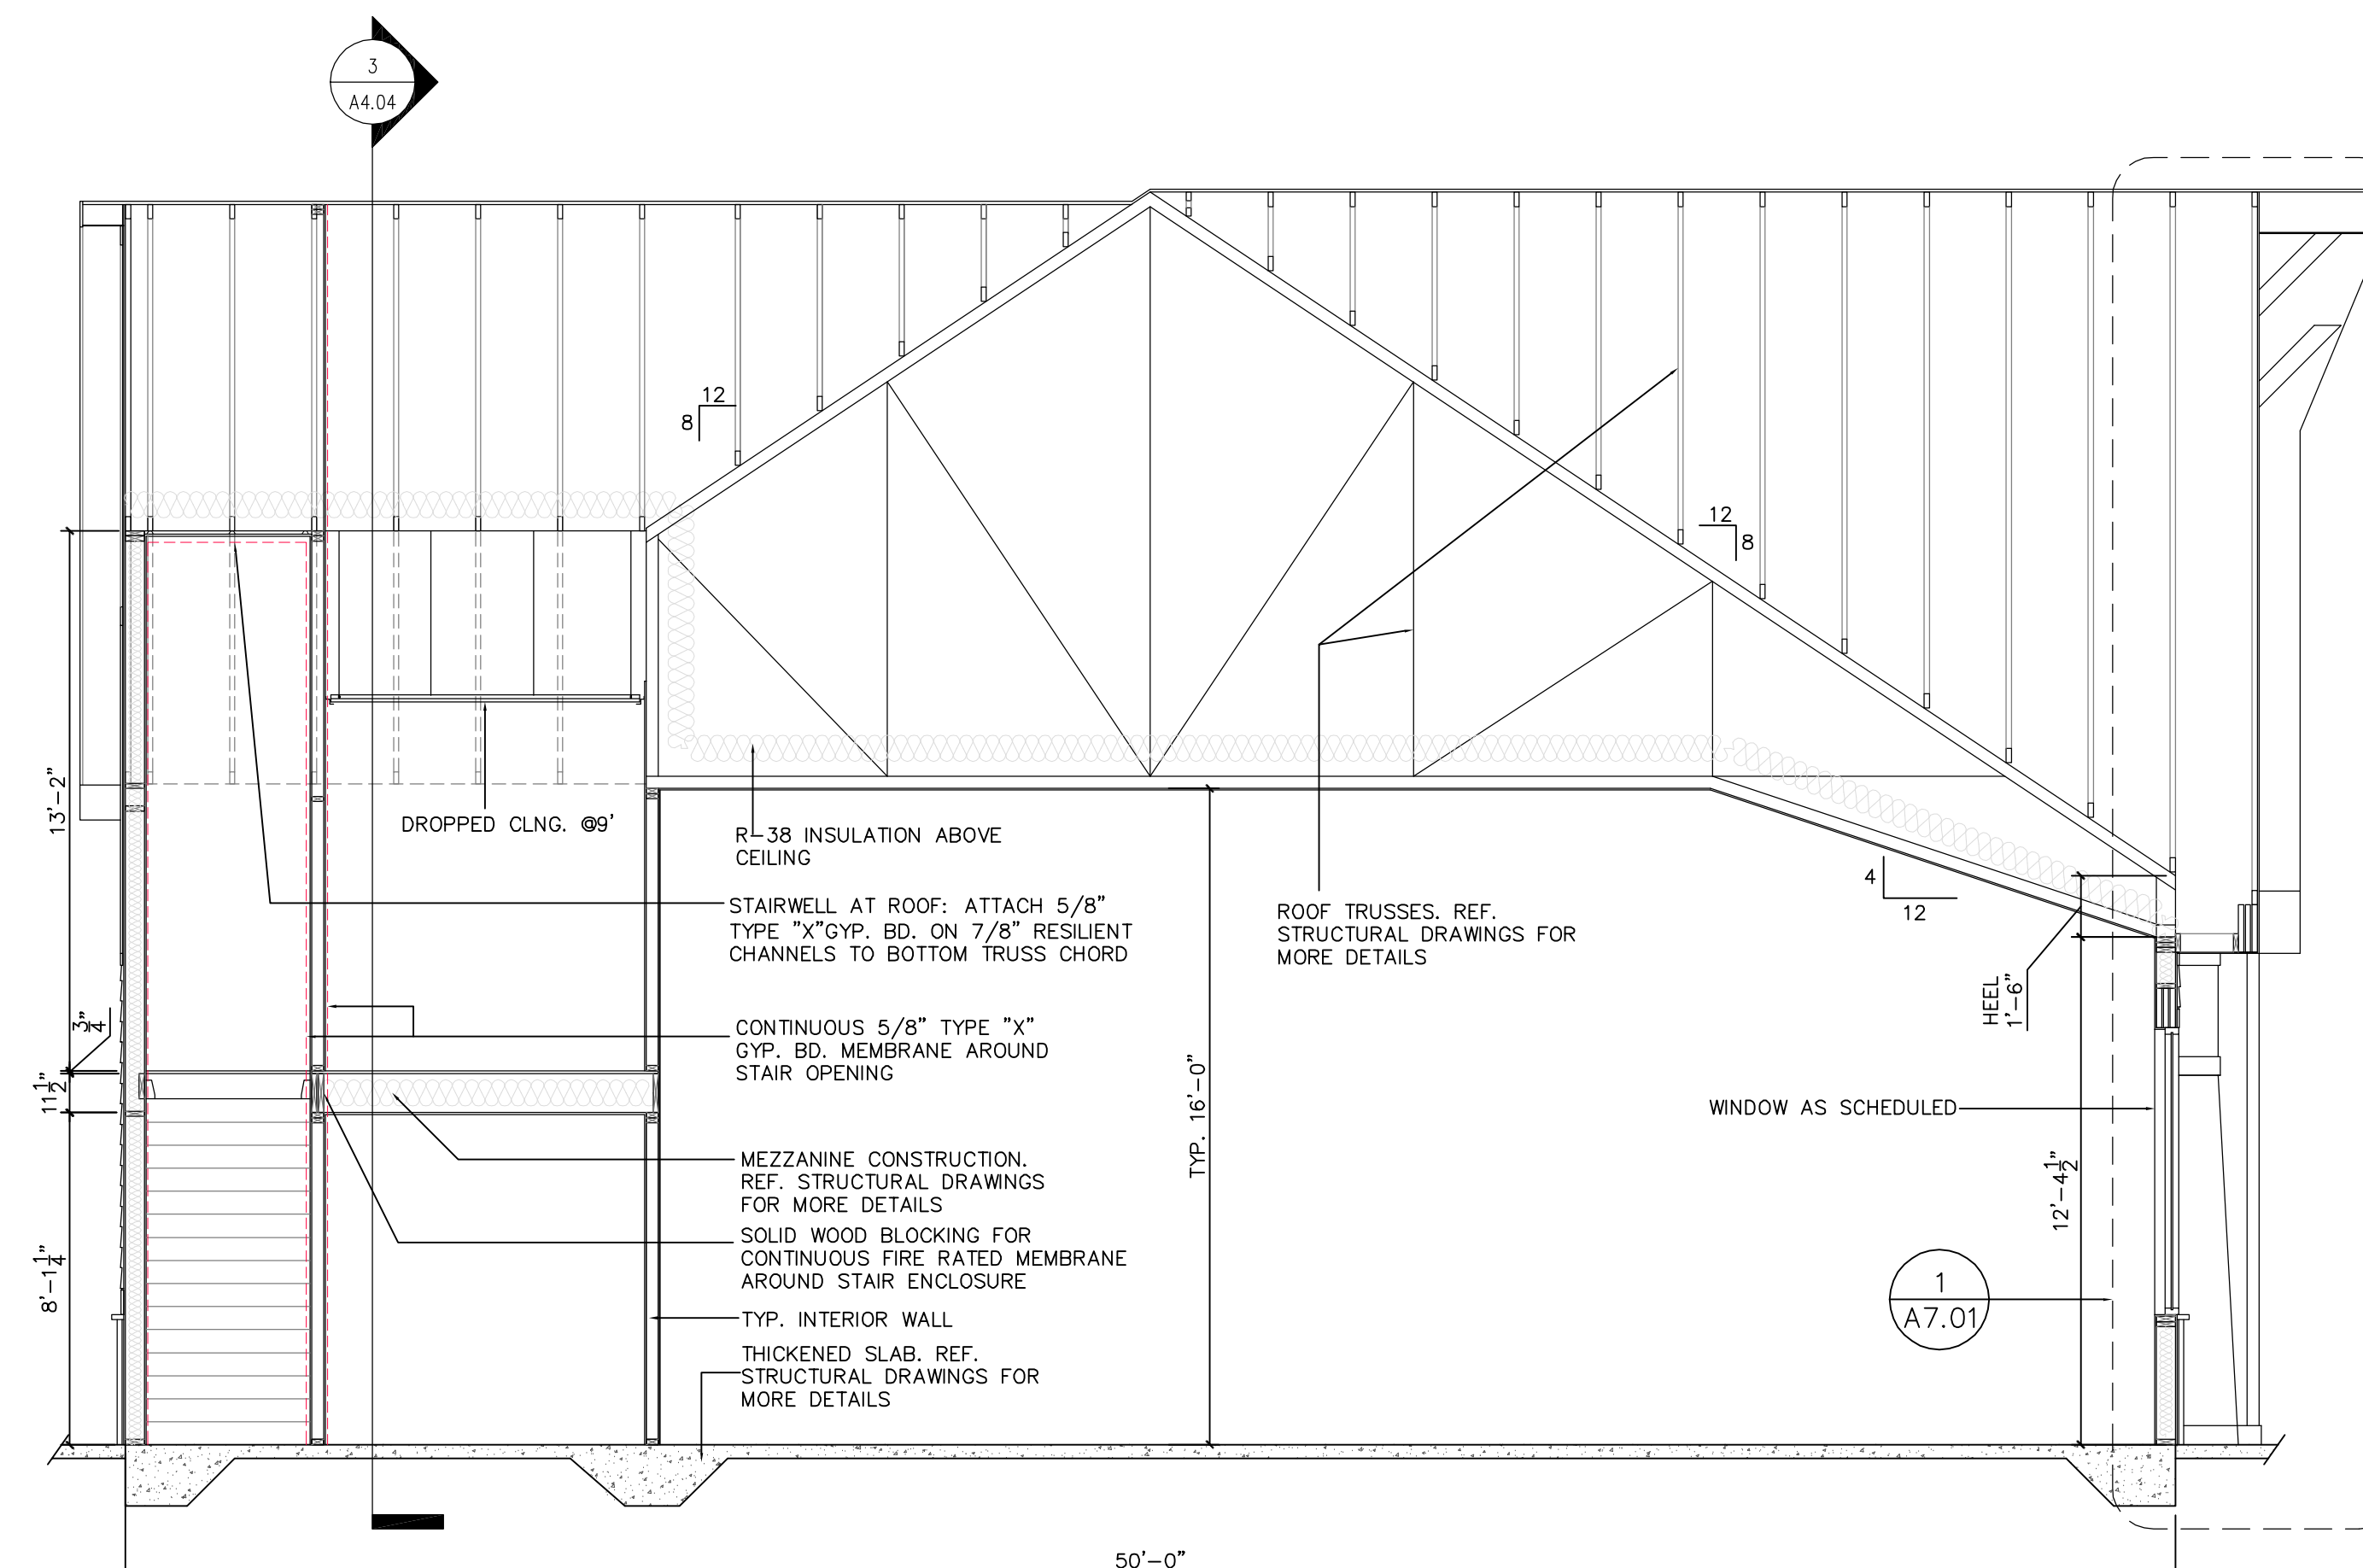 3
A4.04
12
8
12
8
13'-2"
DROPPED CLNG. @9'
R-38 INSULATION ABOVE
CEILING
STAIRWELL AT ROOF: ATTACH 5/8"
TYPE "X"GYP. BD. ON 7/8" RESILIENT
CHANNELS TO BOTTOM TRUSS CHORD
ROOF TRUSSES. REF.
STRUCTURAL DRAWINGS FOR
MORE DETAILS
4
12
HEEL
1'-6"
3/4"
CONTINUOUS 5/8" TYPE "X"
GYP. BD. MEMBRANE AROUND
STAIR OPENING
11 1/2"
TYP. 16'-0"
WINDOW AS SCHEDULED
MEZZANINE CONSTRUCTION.
REF. STRUCTURAL DRAWINGS
FOR MORE DETAILS
12'-4 1/2"
SOLID WOOD BLOCKING FOR
CONTINUOUS FIRE RATED MEMBRANE
AROUND STAIR ENCLOSURE
8'-1 1/4"
1
A7.01
TYP. INTERIOR WALL
THICKENED SLAB. REF.
STRUCTURAL DRAWINGS FOR
MORE DETAILS
50'-0"